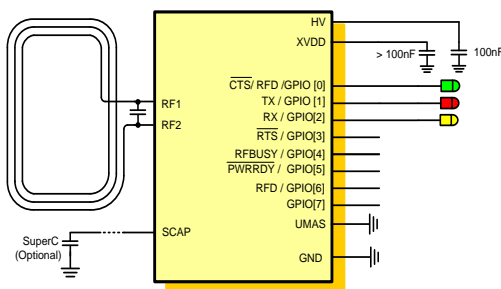 HV
XVDD
> 100nF
100nF
CTS/ RFD /GPIO [0]
TX / GPIO [1]
RF1
RX / GPIO[2]
RF2
RTS / GPIO[3]
RFBUSY / GPIO[4]
PWRRDY / GPIO[5]
RFD / GPIO[6]
GPIO[7]
UMAS
SCAP
SuperC
(Optional)
GND